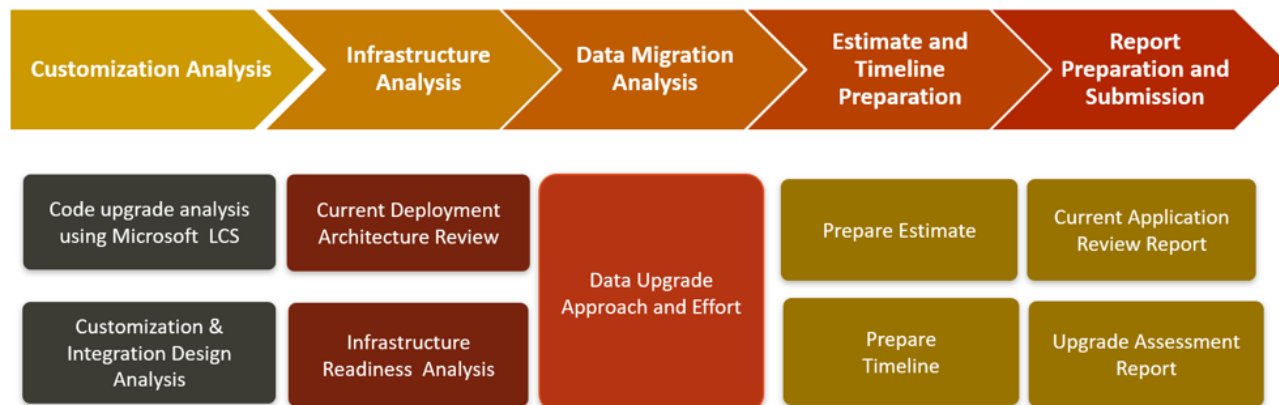 Customization Analysis
Infrastructure
Analysis
Data Migration
Analysis
Estimate and
Timeline
Preparation
Report
Preparation and
Submission
Code upgrade analysis
using Microsoft LCS
Current Deployment
Architecture Review
Data Upgrade
Approach and Effort
Prepare Estimate
Current Application
Review Report
Customization &
Integration Design
Analysis
Infrastructure
Readiness Analysis
Prepare
Timeline
Upgrade Assessment
Report